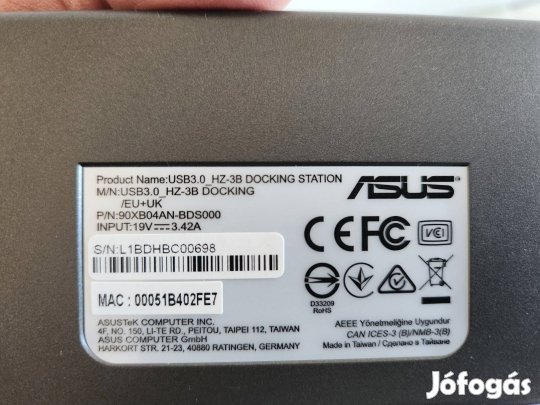 Product Name:USB3.0_HZ-3B DOCKING STATION
M/N:USB3.0_HZ-3B DOCKING
/EU+UK
P/N:90XB04AN-BDS000
INPUT:19V⎓3.42A
S/N:L1BDHBC00698
MAC : 00051B402FE7
ASUSTeK COMPUTER INC.
4F, NO. 150, LI-TE RD., PEITOU, TAIPEI 112, TAIWAN
ASUS COMPUTER GmbH
HARKORT STR. 21-23, 40880 RATINGEN, GERMANY
ASUS
CE FC VCI
D33209
RoHS
AEEE Yönetmeliğine Uygundur
CAN ICES-3 (B)/NMB-3(B)
Made in Taiwan / Сделано в Тайване
Jófogás